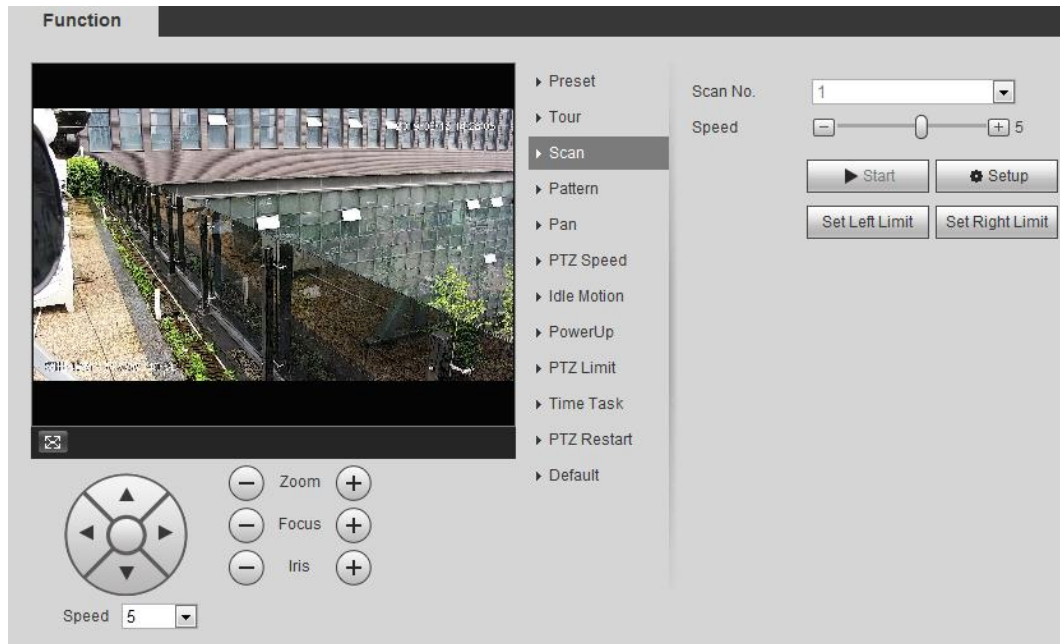 Function
Preset
Tour
Scan
Pattern
Pan
PTZ Speed
Idle Motion
PowerUp
PTZ Limit
Time Task
PTZ Restart
Default
Scan No. 1
Speed 5
Start Setup
Set Left Limit Set Right Limit
Zoom
Focus
Iris
Speed 5